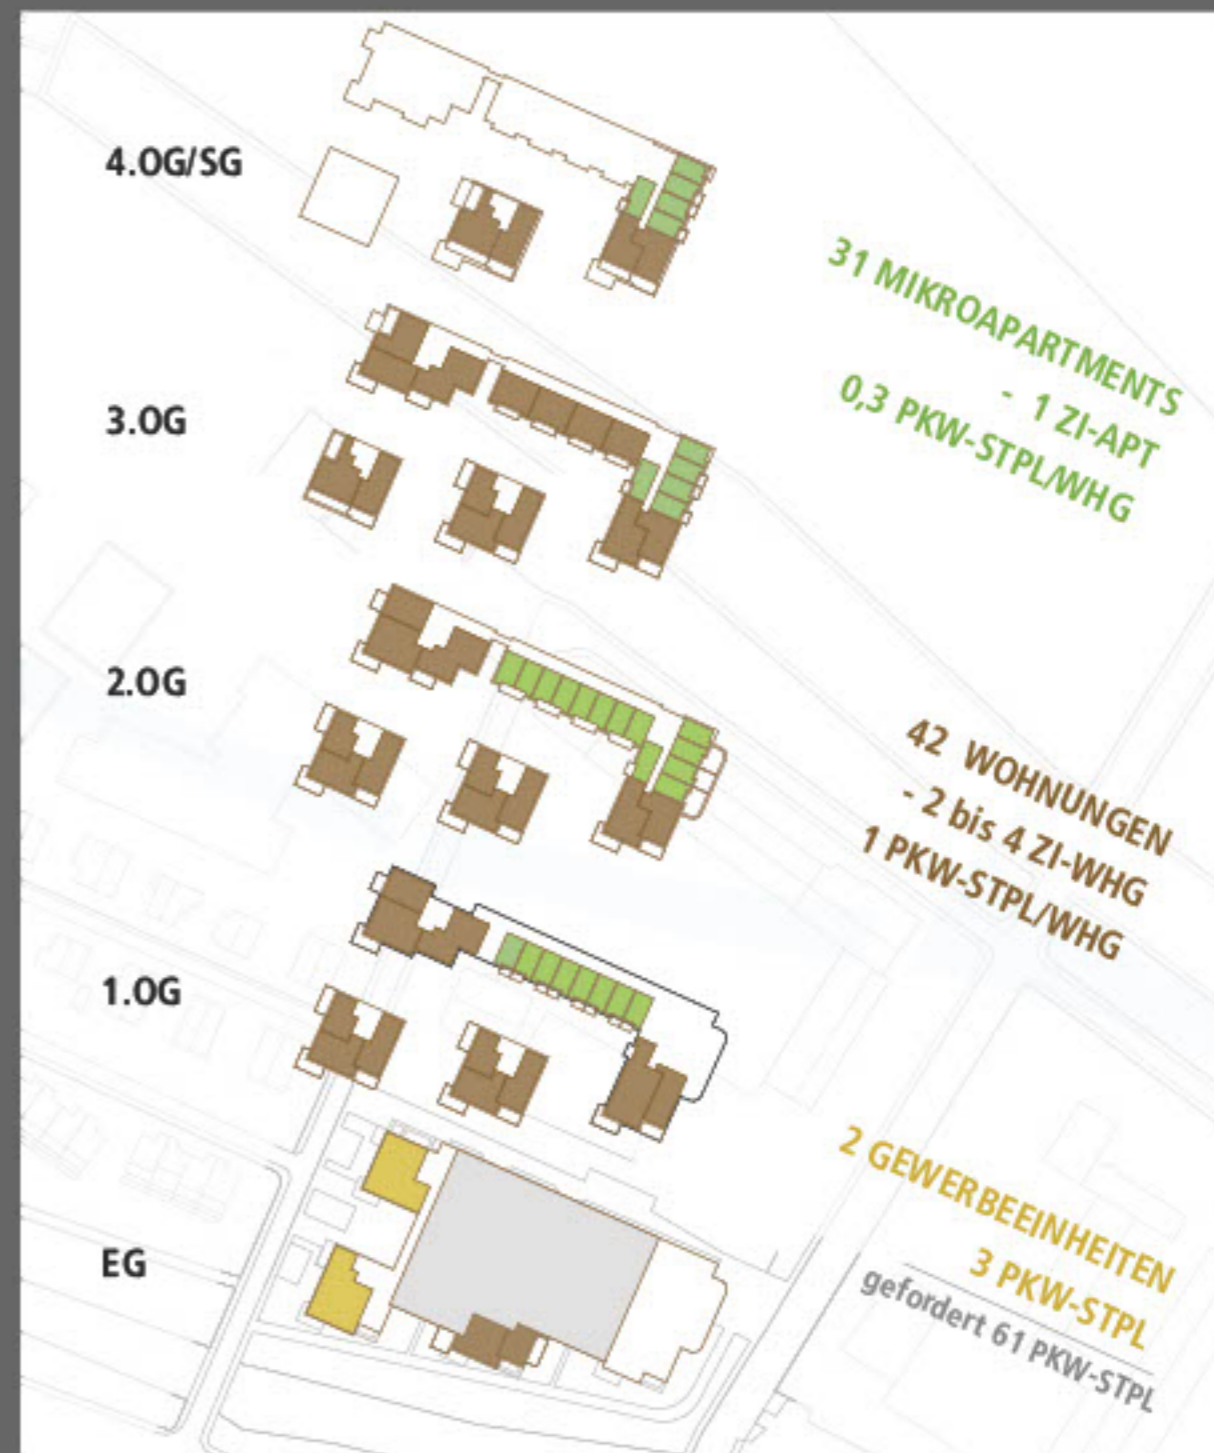 4.OG/SG
3.OG
2.OG
1.OG
EG
31 MIKROAPARTMENTS
- 1 ZI-APT
0,3 PKW-STPL/WHG
42 WOHNUNGEN
- 2 bis 4 ZI-WHG
1 PKW-STPL/WHG
2 GEWERBEEINHEITEN
3 PKW-STPL
gefordert 61 PKW-STPL